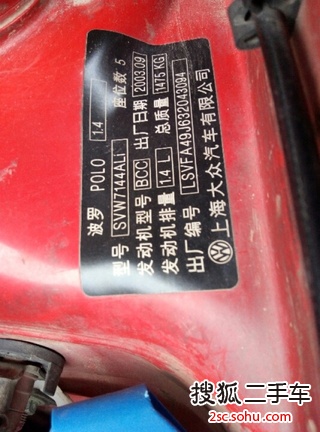 波罗 POLO 1.4 座位数 5
型号 SVW7144ALi 出厂日期 2003.09
发动机型号 BCC 总质量 1475 KG
发动机排量 1.4 L
出厂编号 LSVFA49J632043094
上海大众汽车有限公司
搜狐二手车
2sc.sohu.com